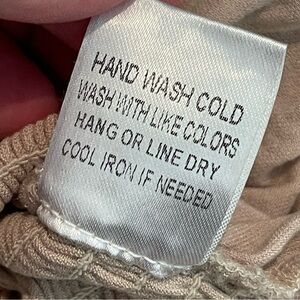 HAND WASH COLD
WASH WITH LIKE COLORS
HANG OR LINE DRY
COOL IRON IF NEEDED